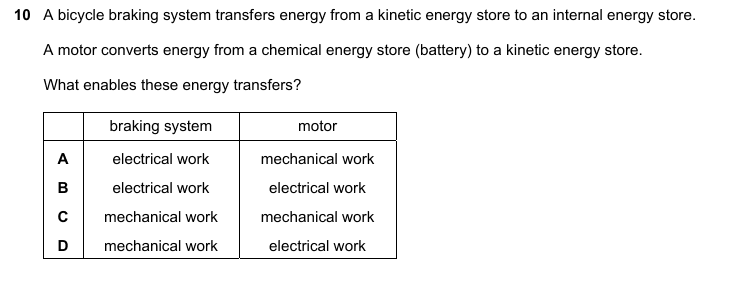 10 A bicycle braking system transfers energy from a kinetic energy store to an internal energy store.
A motor converts energy from a chemical energy store (battery) to a kinetic energy store.
What enables these energy transfers?
braking system motor
A electrical work mechanical work
B electrical work electrical work
C mechanical work mechanical work
D mechanical work electrical work